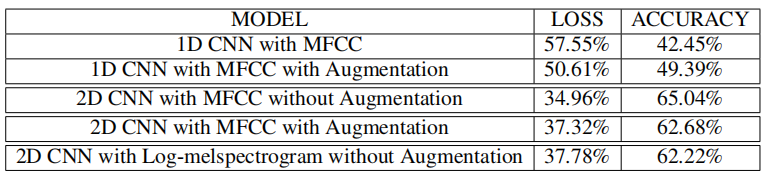 MODEL LOSS ACCURACY
1D CNN with MFCC 57.55% 42.45%
1D CNN with MFCC with Augmentation 50.61% 49.39%
2D CNN with MFCC without Augmentation 34.96% 65.04%
2D CNN with MFCC with Augmentation 37.32% 62.68%
2D CNN with Log-melspectrogram without Augmentation 37.78% 62.22%